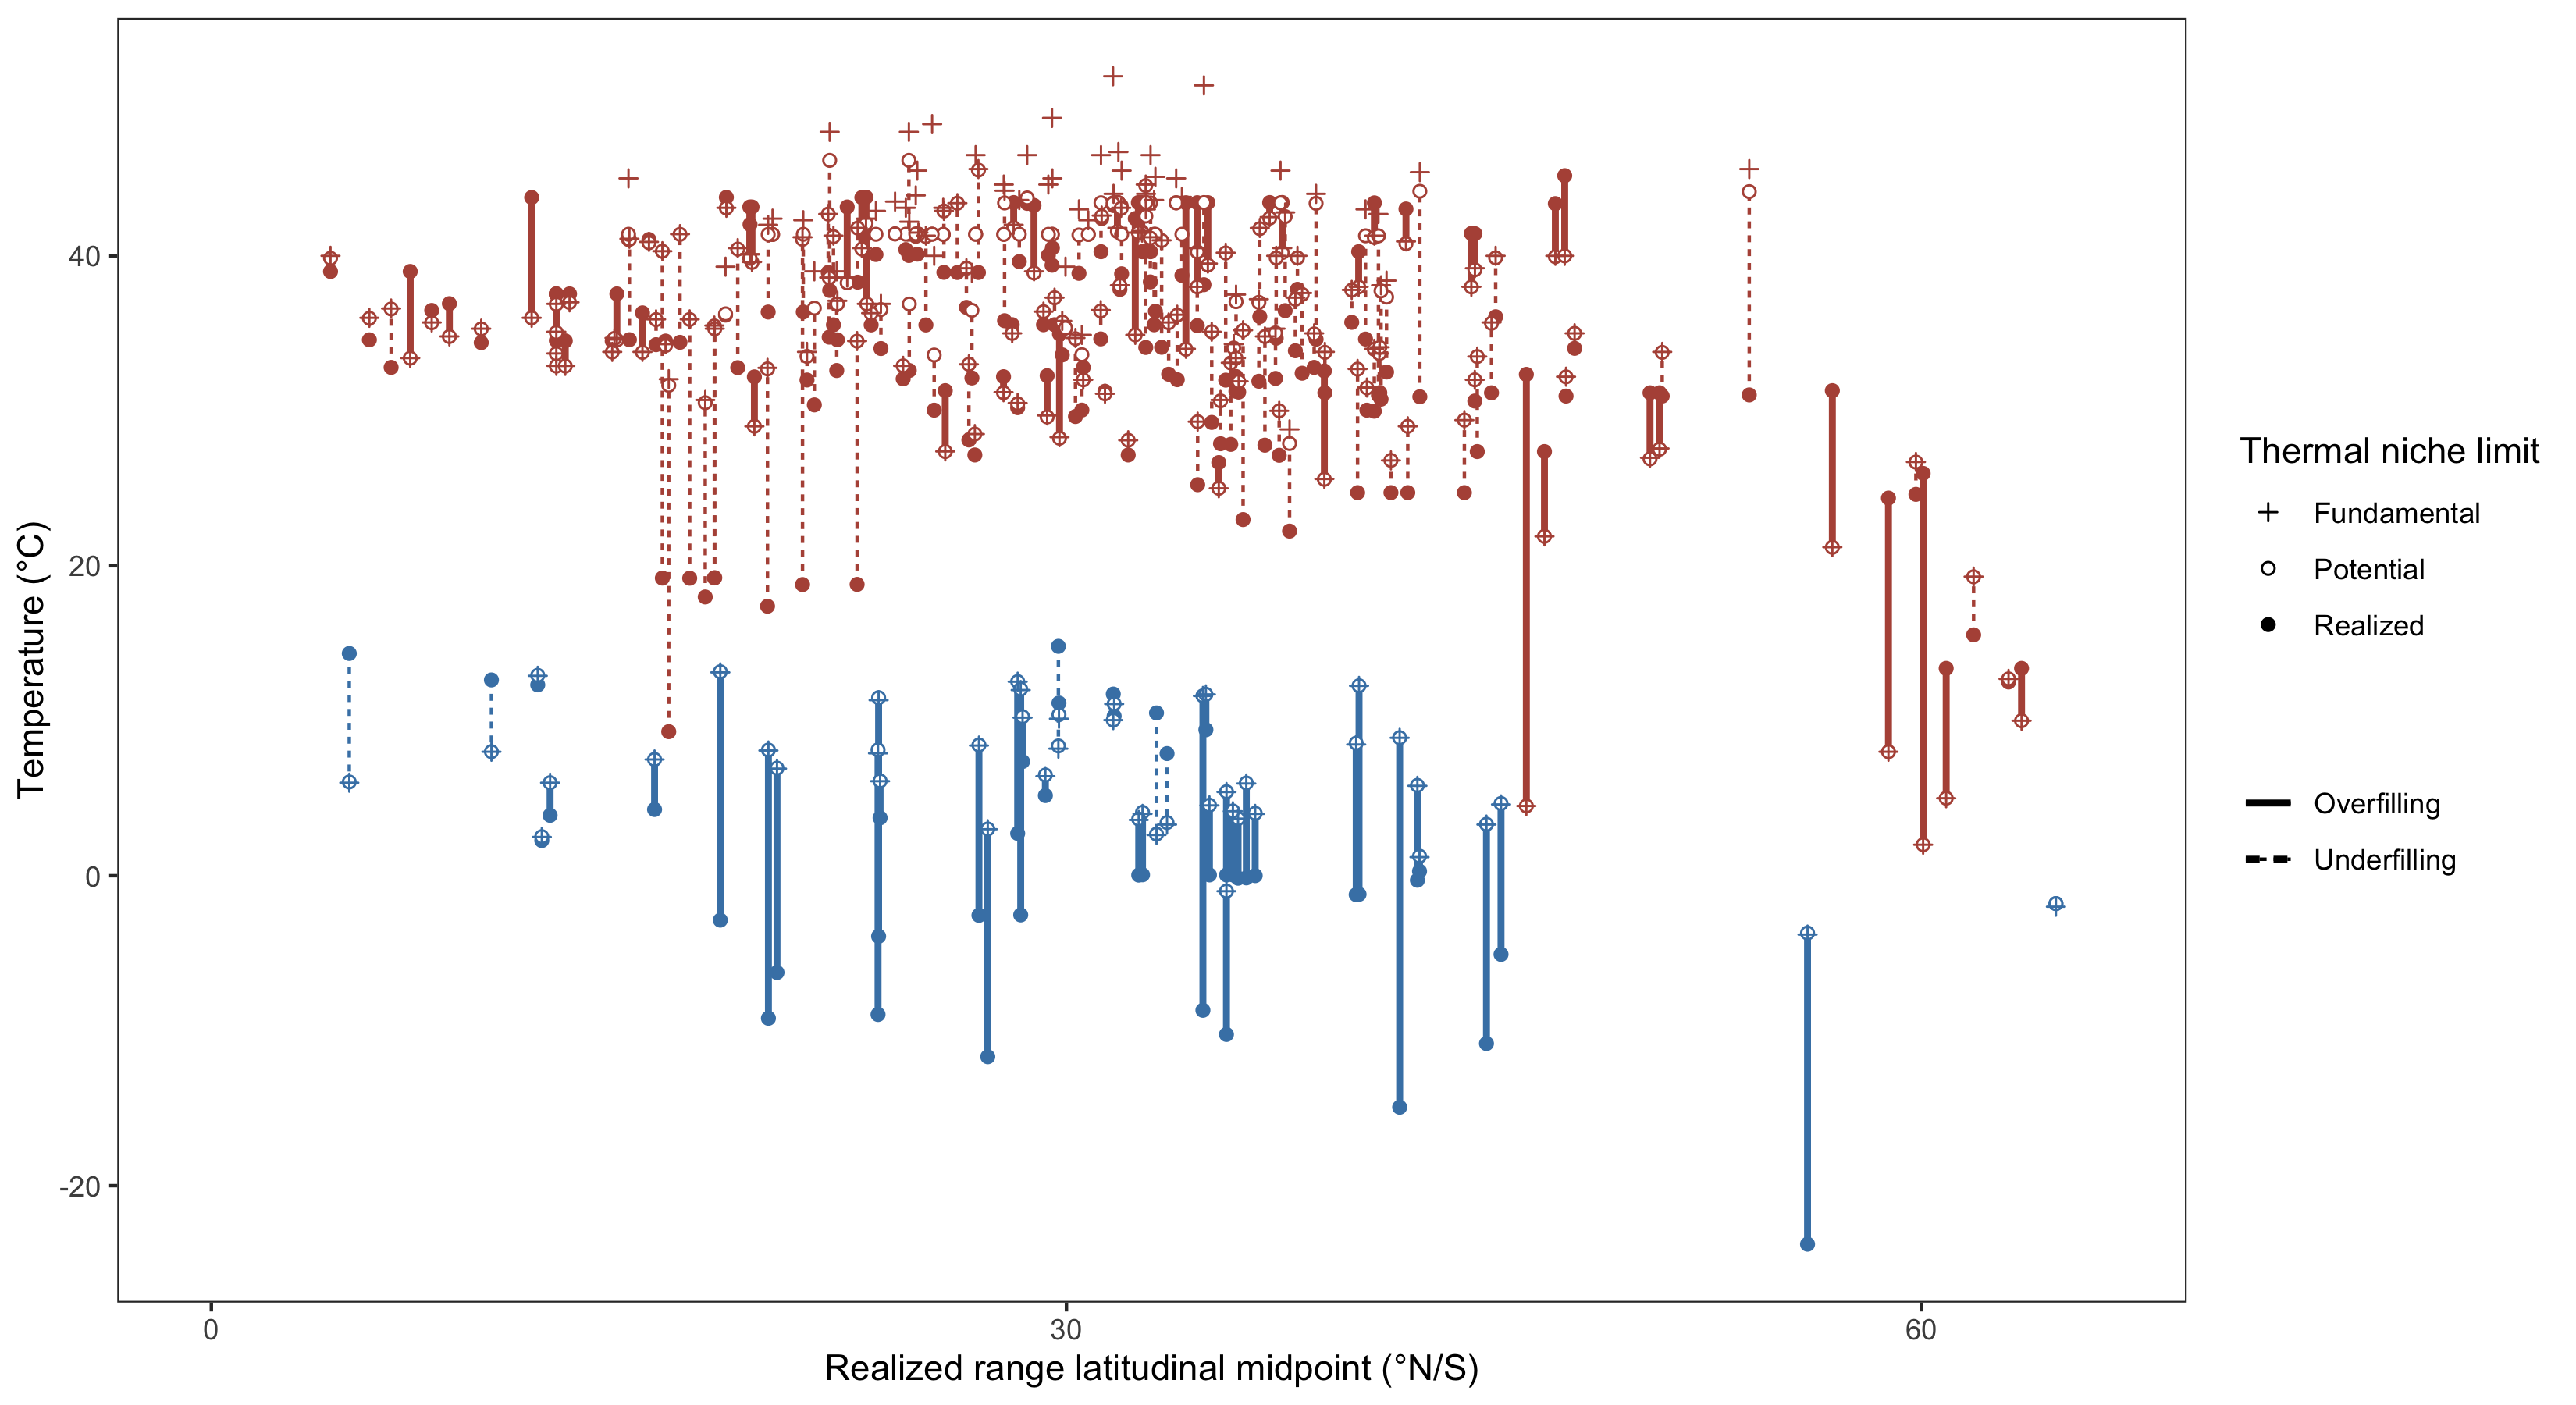 40
20
0
-20
Temperature (°C)
0
30
60
Realized range latitudinal midpoint (°N/S)
Thermal niche limit
Fundamental
Potential
Realized
Overfilling
Underfilling